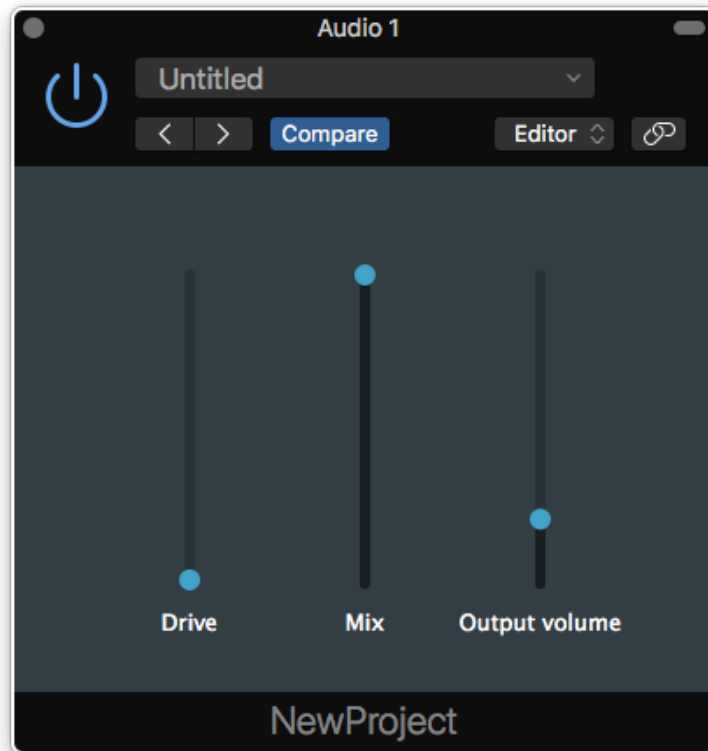 Audio 1
Untitled
Compare Editor
Drive Mix Output volume
NewProject